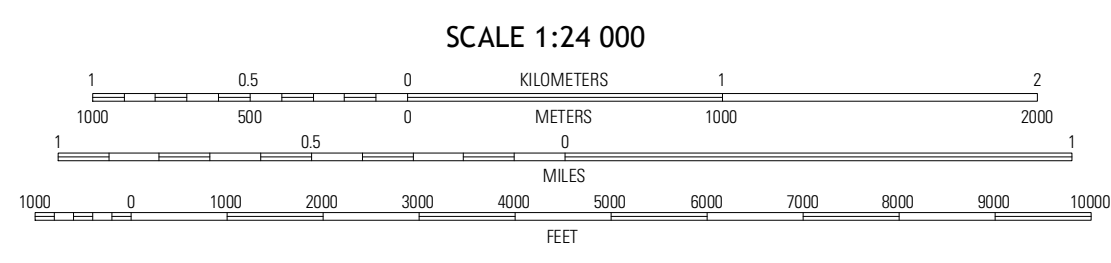 SCALE 1:24 000
1 0.5 0 KILOMETERS 1 2
1000 500 0 METERS 1000 2000
1 0.5 0 1
MILES
1000 0 1000 2000 3000 4000 5000 6000 7000 8000 9000 10000
FEET